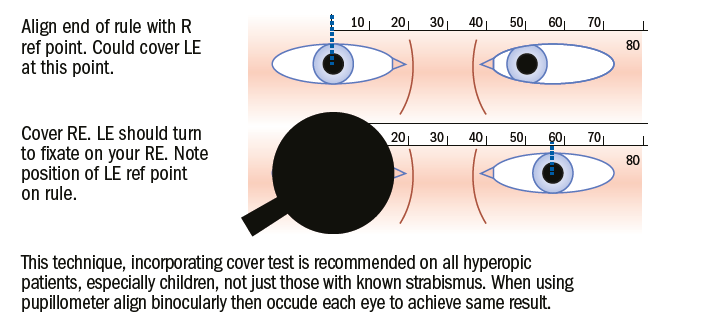 Align end of rule with R
ref point. Could cover LE
at this point.
10 20 30 40 50 60 70
80
Cover RE. LE should turn
to fixate on your RE. Note
position of LE ref point
on rule.
20 30 40 50 60 70
80
This technique, incorporating cover test is recommended on all hyperopic
patients, especially children, not just those with known strabismus. When using
pupillometer align binocularly then occude each eye to achieve same result.